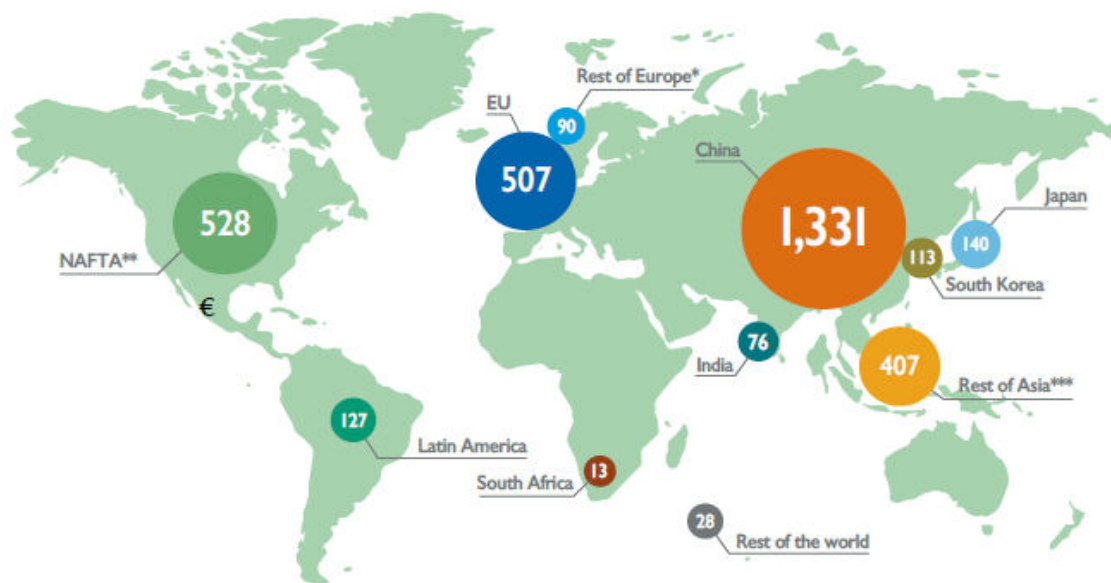 Rest of Europe*
EU
90
China
507
Japan
528
1,331
140
NAFTA**
113
South Korea
€
76
India
407
Rest of Asia***
127
Latin America
13
South Africa
28
Rest of the world